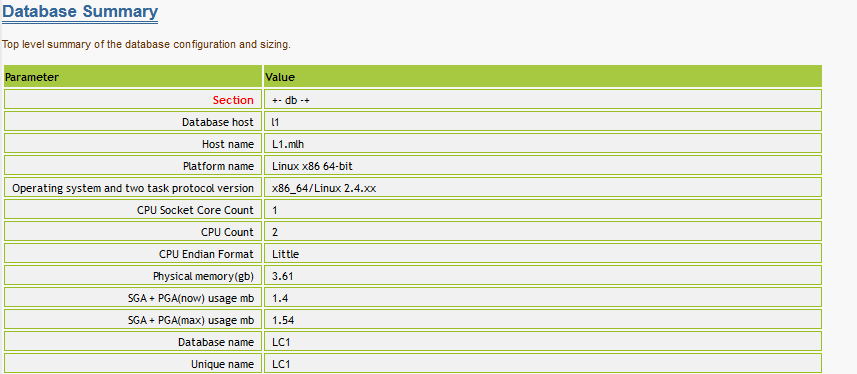 Database Summary
Top level summary of the database configuration and sizing.
Parameter Value
Section +- db -+
Database host l1
Host name L1.mlh
Platform name Linux x86 64-bit
Operating system and two task protocol version x86_64/Linux 2.4.xx
CPU Socket Core Count 1
CPU Count 2
CPU Endian Format Little
Physical memory(gb) 3.61
SGA + PGA(now) usage mb 1.4
SGA + PGA(max) usage mb 1.54
Database name LC1
Unique name LC1